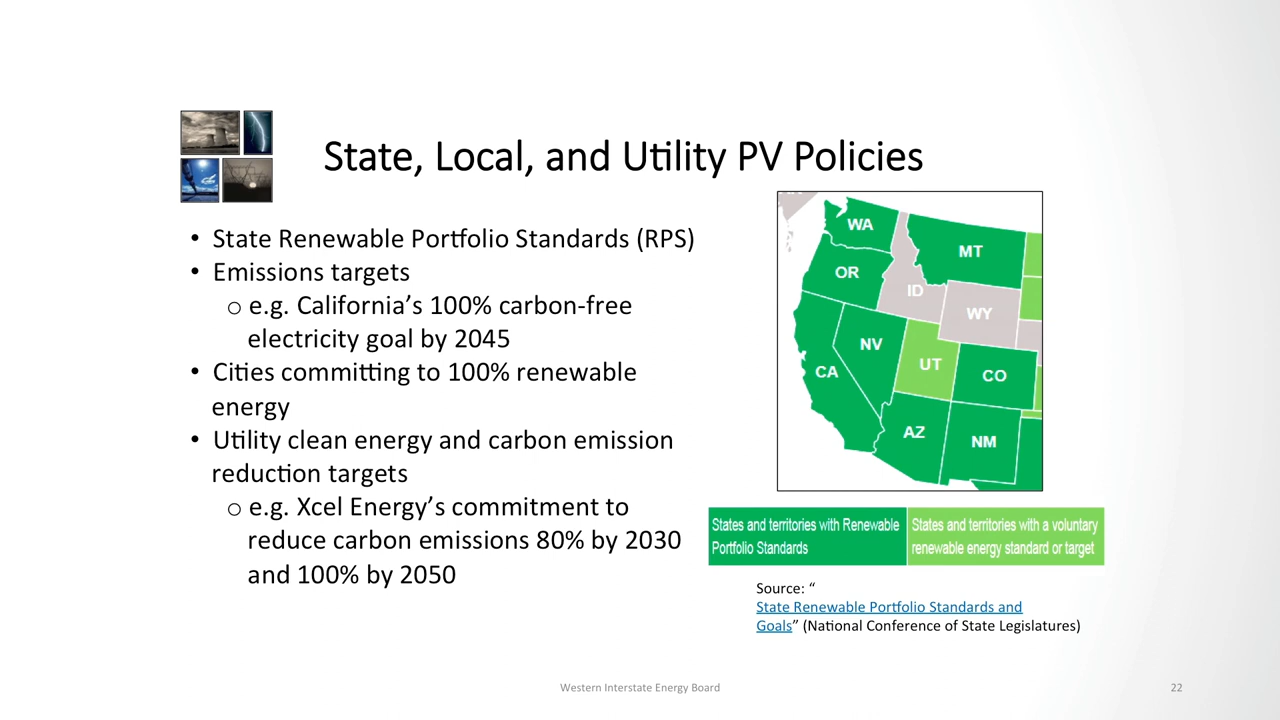 State, Local, and Utility PV Policies
• State Renewable Portfolio Standards (RPS)
• Emissions targets
o e.g. California’s 100% carbon-free
electricity goal by 2045
• Cities committing to 100% renewable
energy
• Utility clean energy and carbon emission
reduction targets
o e.g. Xcel Energy’s commitment to
reduce carbon emissions 80% by 2030
and 100% by 2050
WA
MT
OR
ID
WY
NV
UT
CA
CO
AZ
NM
States and territories with Renewable
Portfolio Standards
States and territories with a voluntary
renewable energy standard or target
Source: “
State Renewable Portfolio Standards and
Goals” (National Conference of State Legislatures)
Western Interstate Energy Board
22